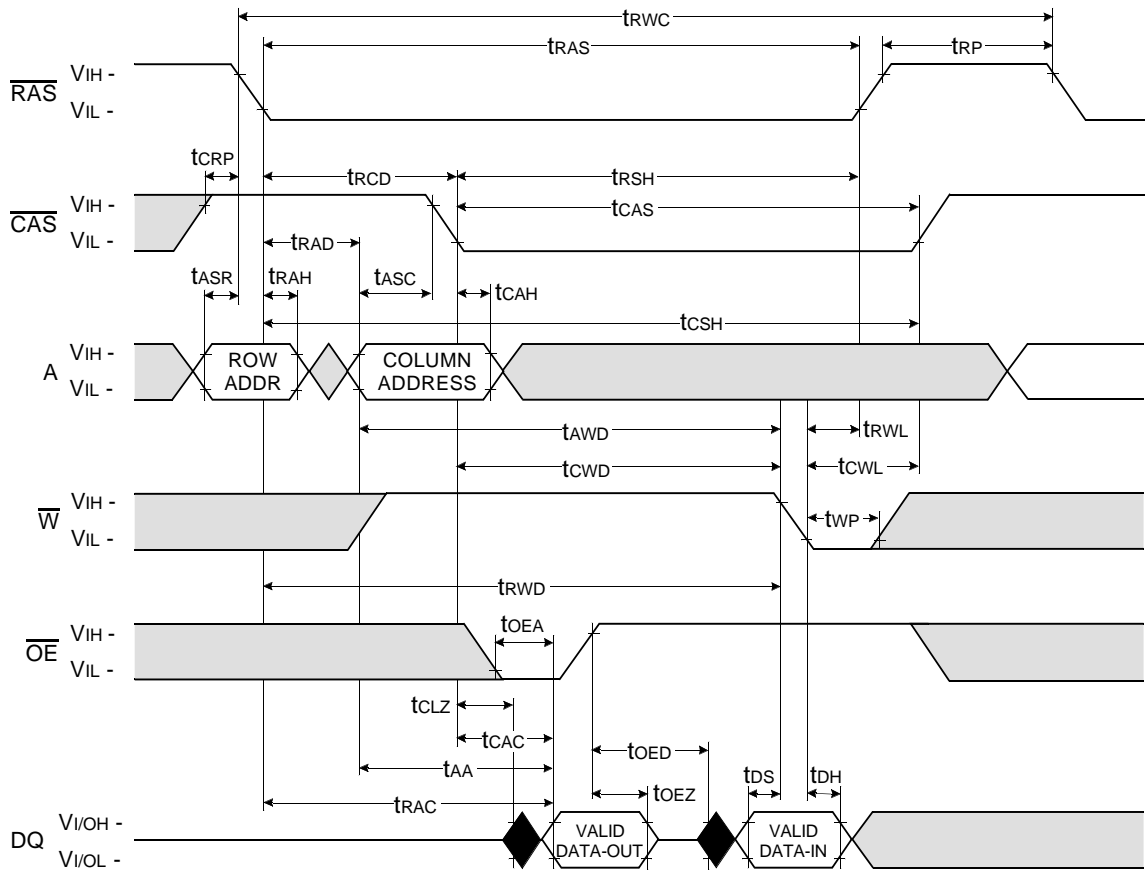 tRWC
tRAS
tRP
RAS
VIH -
VIL -
tCRP
tRCD
tRSH
CAS
VIH -
VIL -
tCAS
tRAD
tASR
tRAH
tASC
tCAH
tCSH
A
VIH -
VIL -
ROW
ADDR
COLUMN
ADDRESS
tAWD
tRWL
tCWD
tCWL
W
VIH -
VIL -
tWP
tRWD
OE
VIH -
VIL -
tOEA
tCLZ
tCAC
tOED
tAA
tDS
tDH
tRAC
tOEZ
DQ
VI/OH -
VI/OL -
VALID
DATA-OUT
VALID
DATA-IN